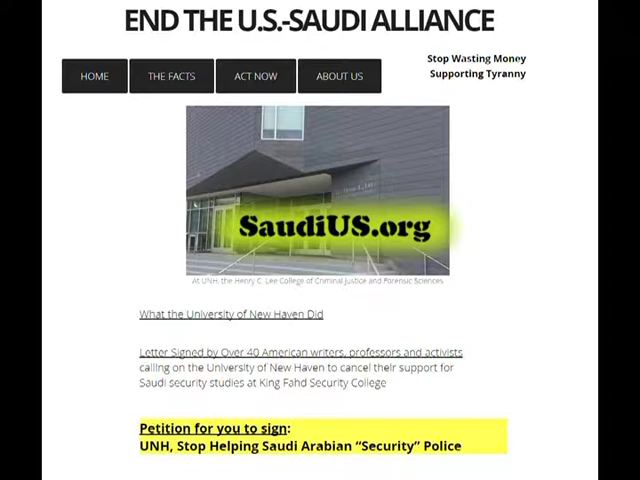 END THE U.S.-SAUDI ALLIANCE
Stop Wasting Money
Supporting Tyranny
HOME
THE FACTS
ACT NOW
ABOUT US
SaudiUS.org
At UNH, the Henry C. Lee College of Criminal Justice and Forensic Sciences
What the University of New Haven Did
Letter Signed by Over 40 American writers, professors and activists
calling on the University of New Haven to cancel their support for
Saudi security studies at King Fahd Security College
Petition for you to sign:
UNH, Stop Helping Saudi Arabian “Security” Police